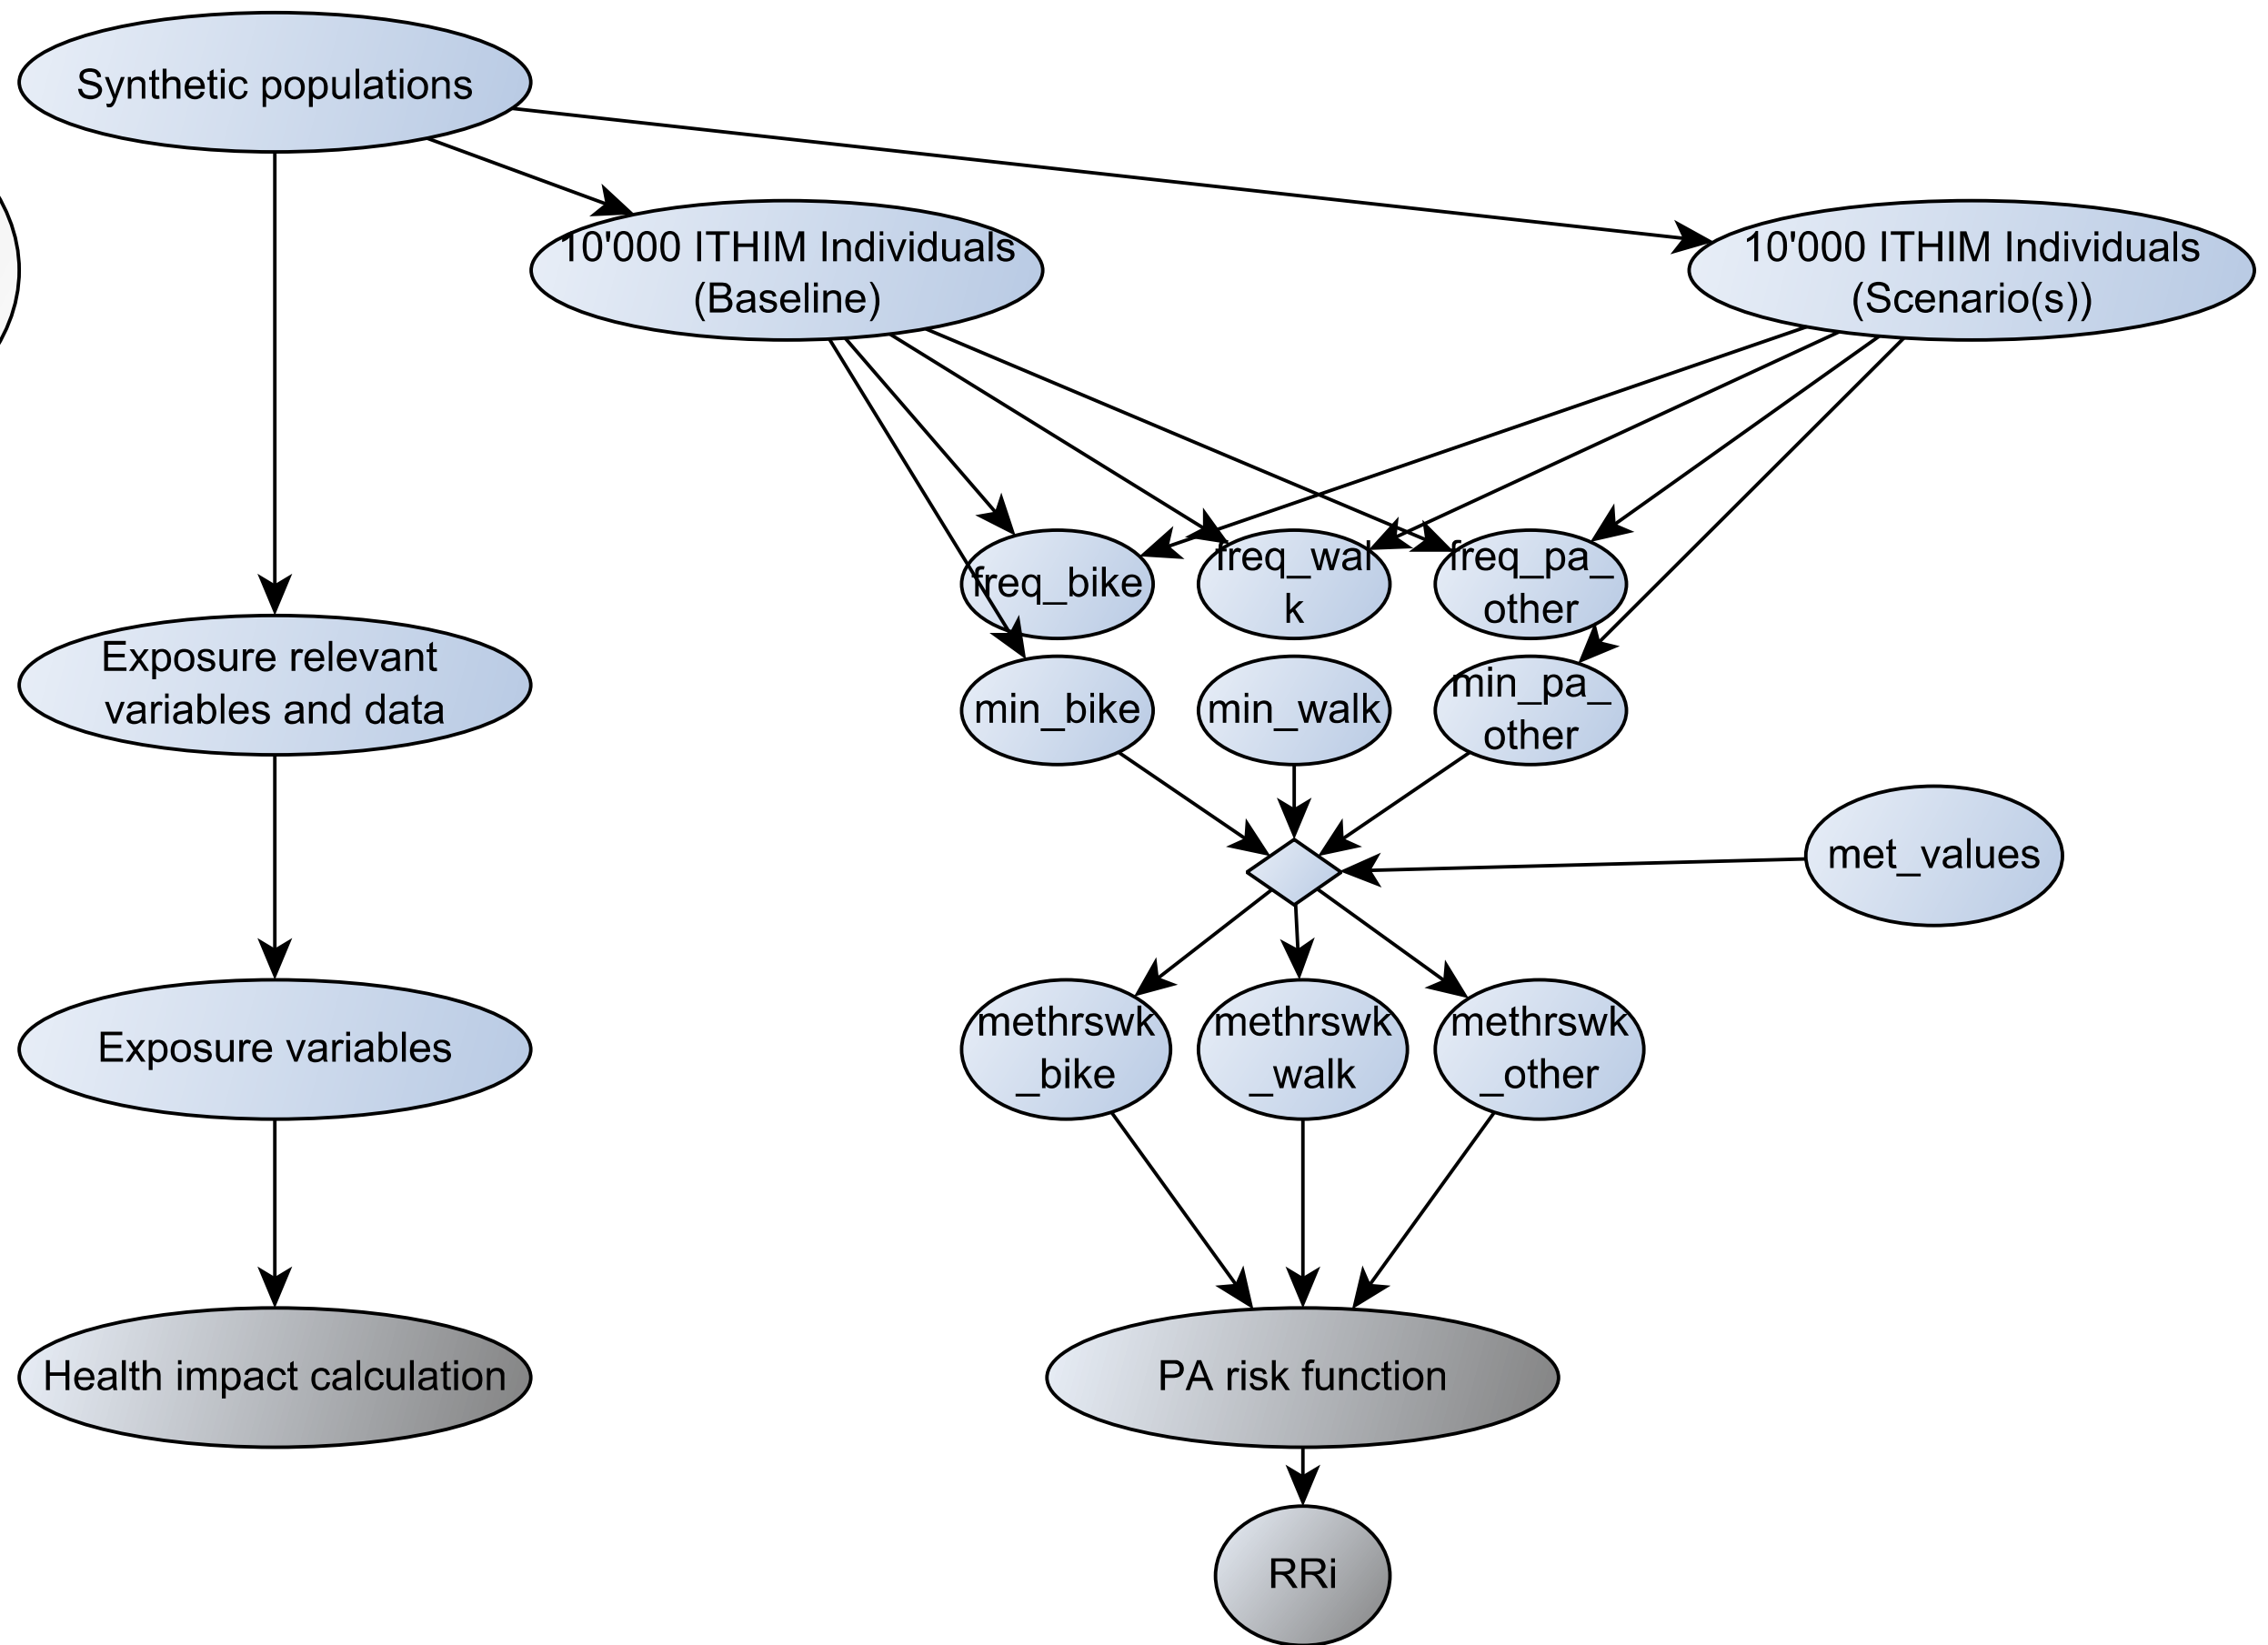 Synthetic populations
10'000 ITHIM Individuals
(Baseline)
10'000 ITHIM Individuals
(Scenario(s))
freq_bike
freq_wal
k
freq_pa_
other
Exposure relevant
variables and data
min_bike
min_walk
min_pa_
other
met_values
Exposure variables
methrswk
_bike
methrswk
_walk
methrswk
_other
Health impact calculation
PA risk function
RRi